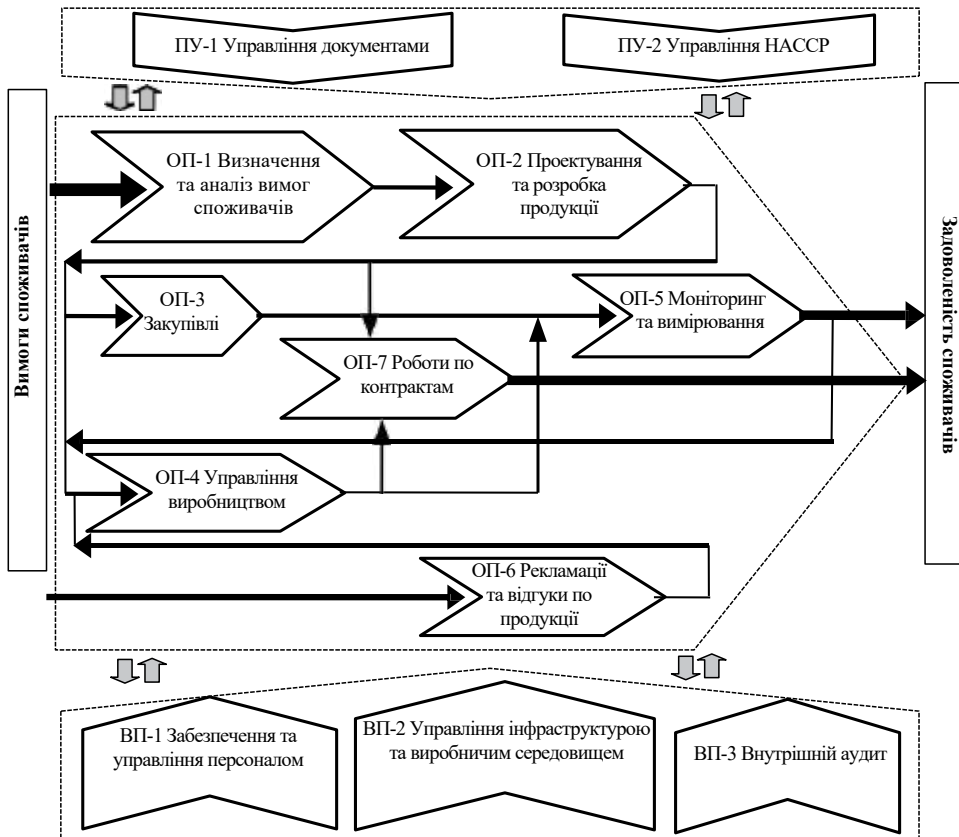 ПУ-1 Управління документами
ПУ-2 Управління НАССР
Вимоги споживачів
ОП-1 Визначення
та аналіз вимог
споживачів
ОП-2 Проектування
та розробка
продукції
ОП-3
Закупівлі
ОП-5 Моніторинг
та вимірювання
ОП-7 Роботи по
контрактам
ОП-4 Управління
виробництвом
ОП-6 Рекламації
та відгуки по
продукції
Задоволеність споживачів
ВП-1 Забезпечення та
управління персоналом
ВП-2 Управління інфраструктурою
та виробничим середовищем
ВП-3 Внутрішній аудит